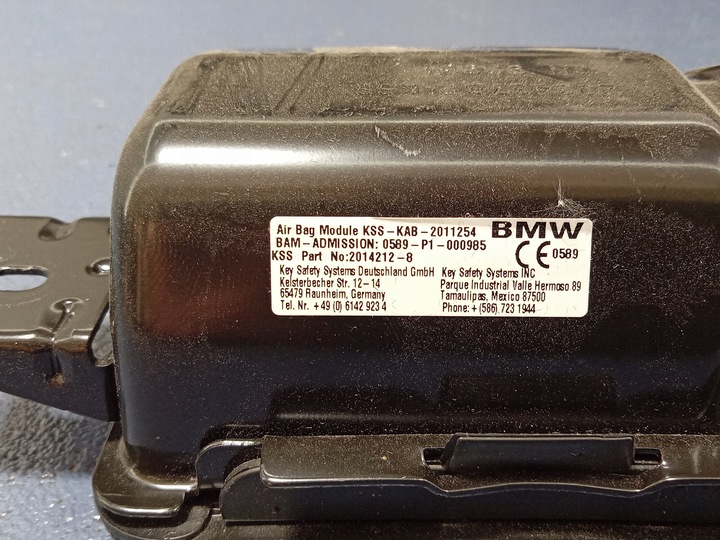 Air Bag Module KSS-KAB-2011254 BMW
BAM-ADMISSION: 0589-P1-000985
KSS Part No:2014212-8 CE 0589
Key Safety Systems Deutschland GmbH Key Safety Systems INC
Kelsterbecher Str. 12-14 Parque Industrial Valle Hermoso 89
65479 Raunheim, Germany Tamaulipas, Mexico 87500
Tel. Nr. +49 (0) 6142 923 4 Phone: + (586) 723 1944